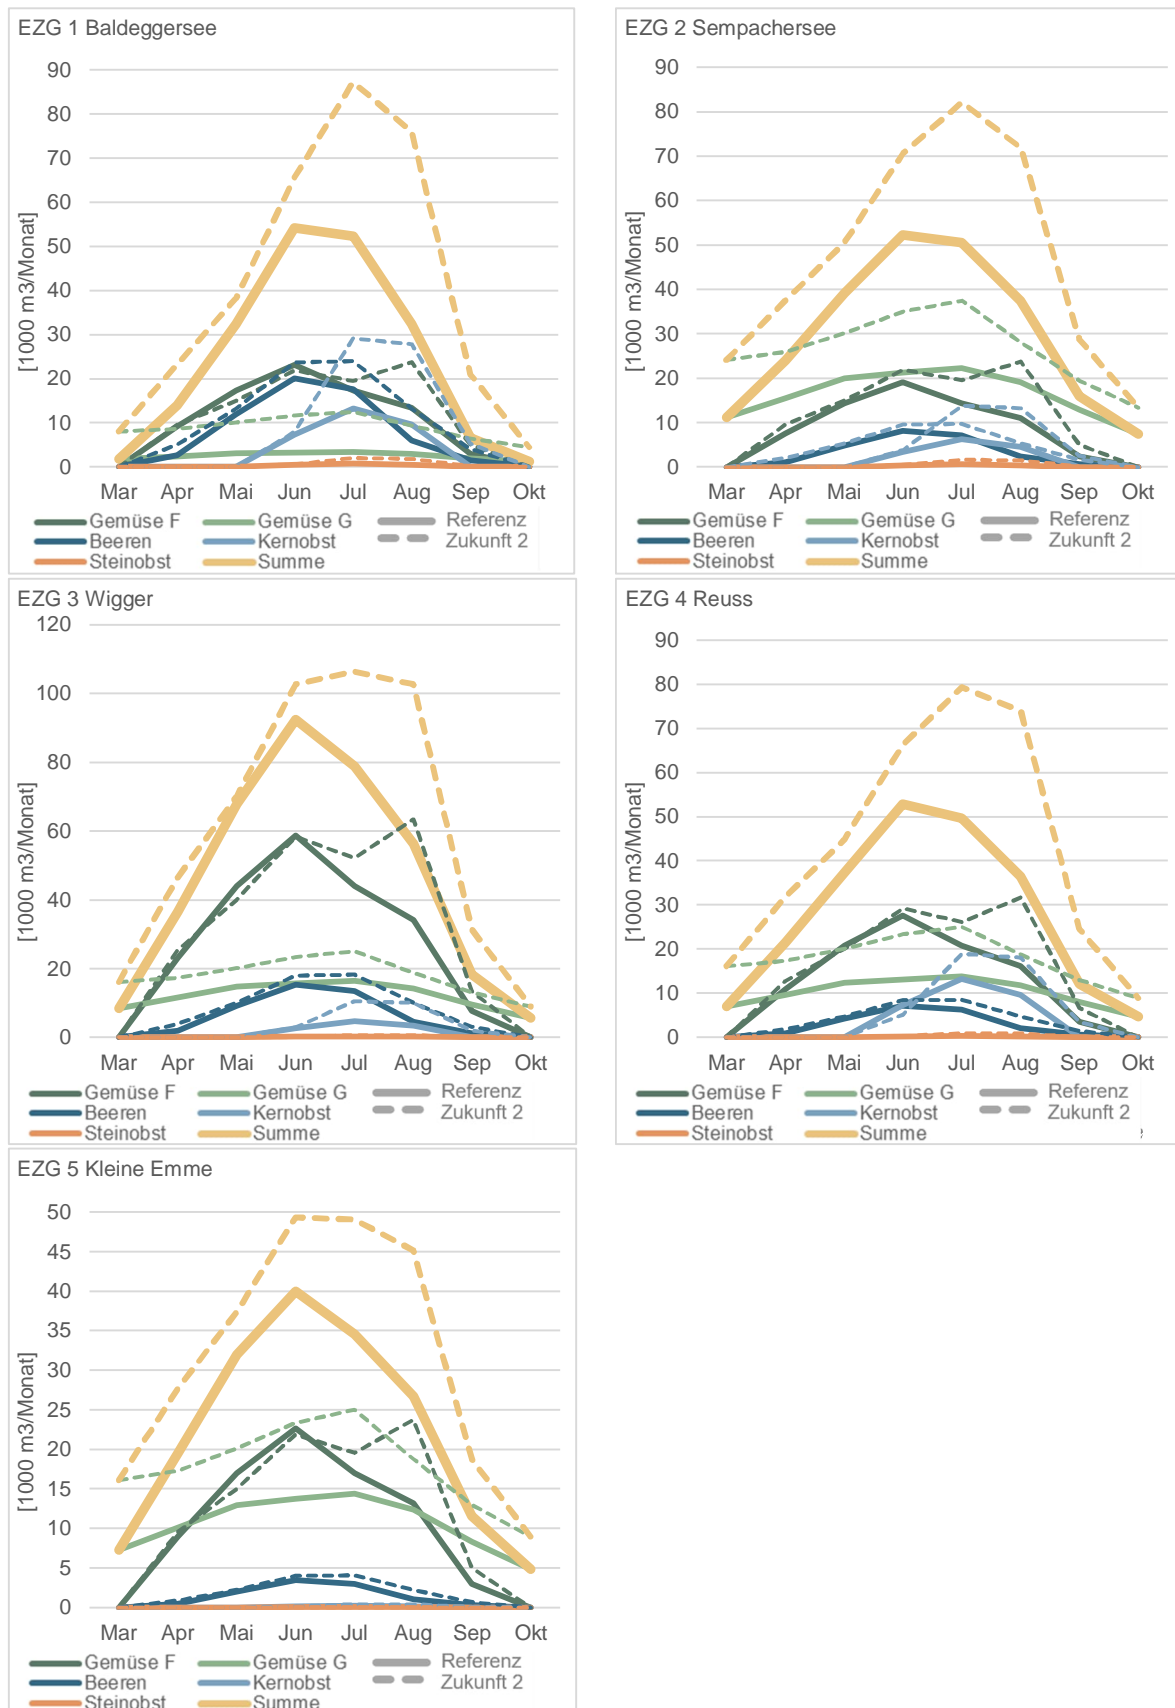 EZG 1 Baldeggersee
[1000 m3/Monat]
90
80
70
60
50
40
30
20
10
0
Mar Apr Mai Jun Jul Aug Sep Okt
Gemüse F Gemüse G Referenz
Beeren Kernobst Zukunft 2
Steinobst Summe
EZG 2 Sempachersee
[1000 m3/Monat]
90
80
70
60
50
40
30
20
10
0
Mar Apr Mai Jun Jul Aug Sep Okt
Gemüse F Gemüse G Referenz
Beeren Kernobst Zukunft 2
Steinobst Summe
EZG 3 Wigger
[1000 m3/Monat]
120
100
80
60
40
20
0
Mar Apr Mai Jun Jul Aug Sep Okt
Gemüse F Gemüse G Referenz
Beeren Kernobst Zukunft 2
Steinobst Summe
EZG 4 Reuss
[1000 m3/Monat]
90
80
70
60
50
40
30
20
10
0
Mar Apr Mai Jun Jul Aug Sep Okt
Gemüse F Gemüse G Referenz
Beeren Kernobst Zukunft 2
Steinobst Summe
EZG 5 Kleine Emme
[1000 m3/Monat]
50
45
40
35
30
25
20
15
10
5
0
Mar Apr Mai Jun Jul Aug Sep Okt
Gemüse F Gemüse G Referenz
Beeren Kernobst Zukunft 2
Steinobst Summe